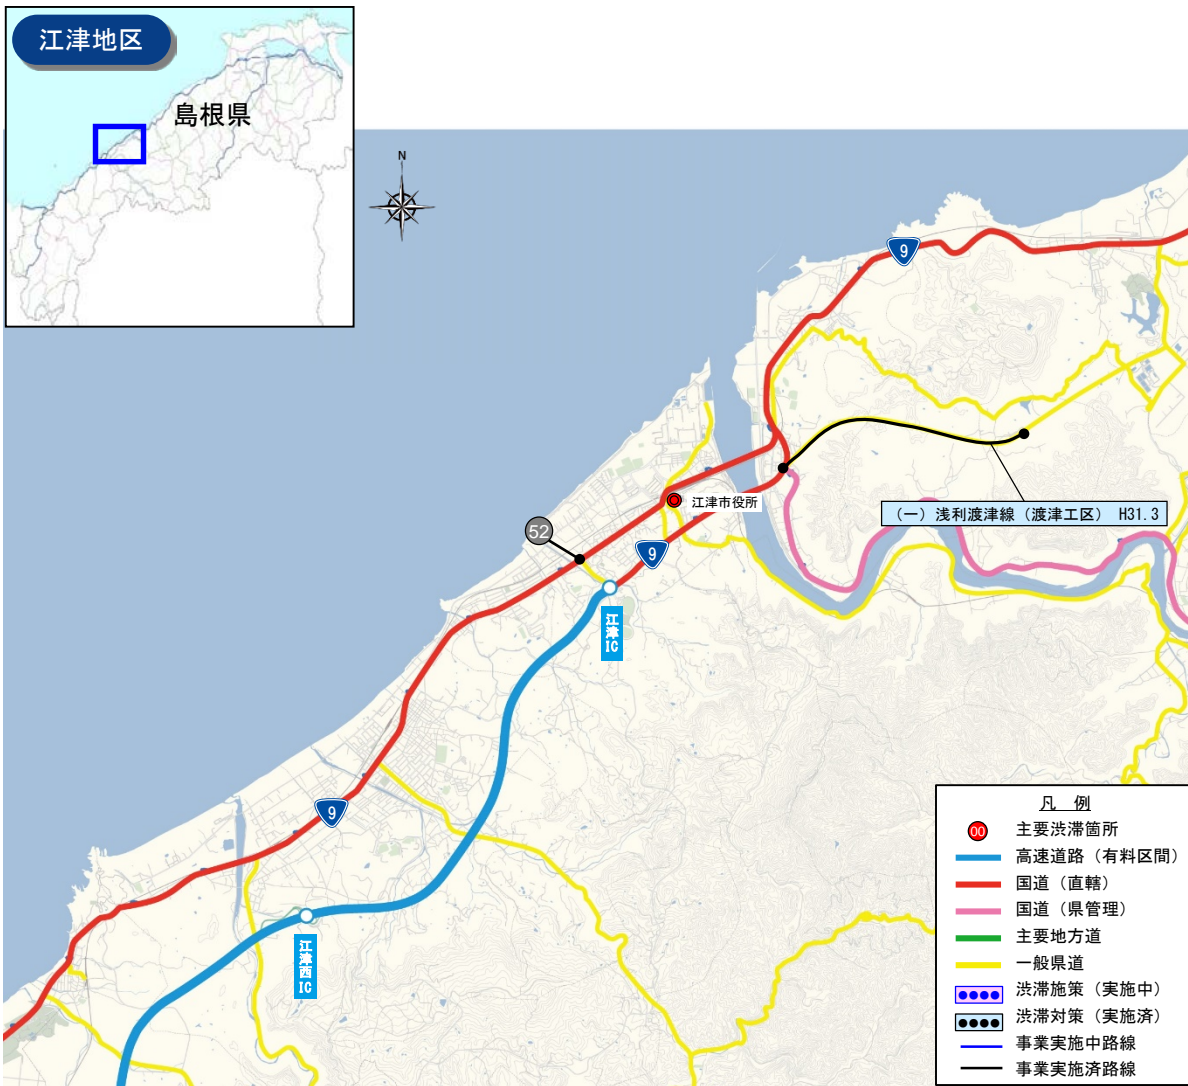 江津地区
島根県
N
9
(一)浅利渡津線(渡津工区) H31.3
江津市役所
52
9
江津IC
9
江津西IC
凡 例
00 主要渋滞箇所
高速道路(有料区間)
国道(直轄)
国道(県管理)
主要地方道
一般県道
渋滞施策(実施中)
渋滞対策(実施済)
事業実施中路線
事業実施済路線